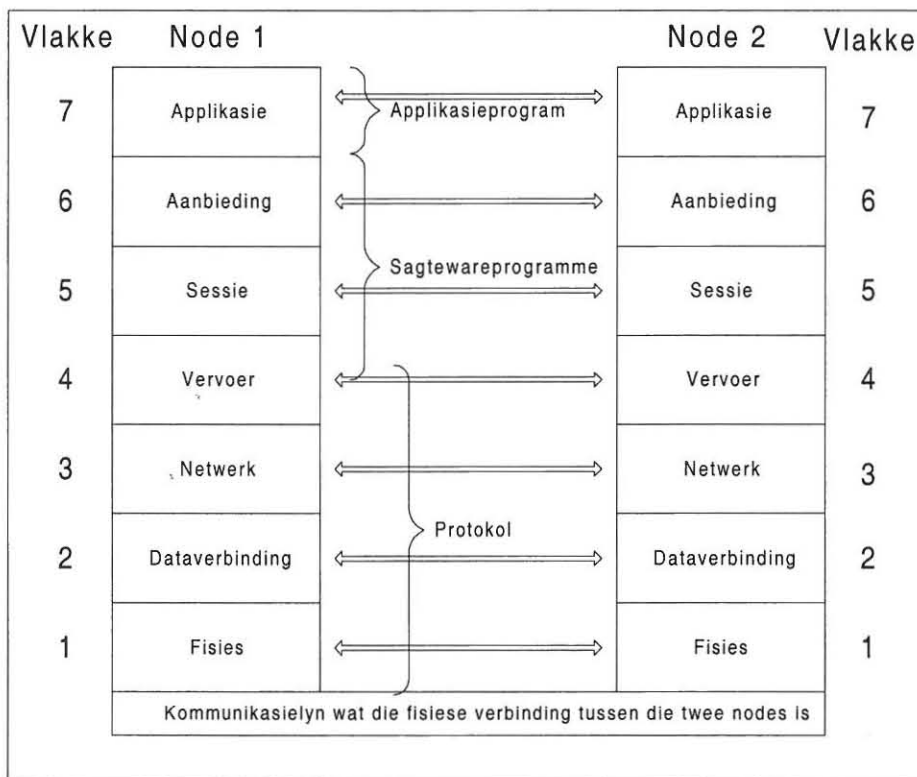 Vlakke Node 1 Node 2 Vlakke
7 Applikasie Applikasieprogram Applikasie 7
6 Aanbieding Aanbieding 6
Sagtewareprogramme
5 Sessie Sessie 5
4 Vervoer Vervoer 4
3 Netwerk Netwerk 3
Protokol
2 Dataverbinding Dataverbinding 2
1 Fisies Fisies 1
Kommunikasielyn wat die fisiese verbinding tussen die twee nodes is